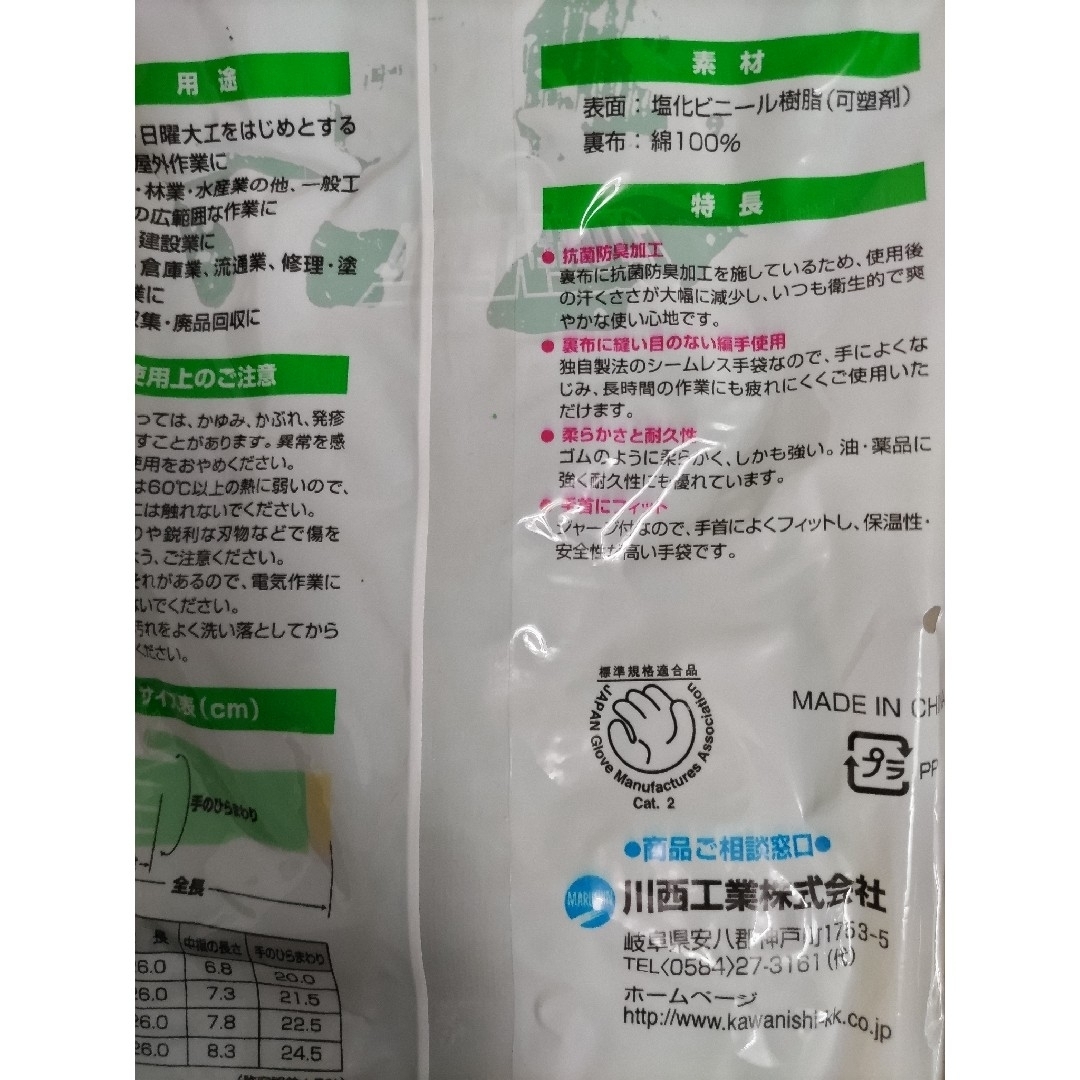 用途
日曜大工をはじめとする
屋外作業に
・林業・水産業の他、一般工
の広範囲な作業に
建設業に
倉庫業、流通業、修理・塗
業に
収集・廃品回収に
使用上のご注意
っては、かゆみ、かぶれ、発疹
すことがあります。異常を感
使用をおやめください。
は60℃以上の熱に弱いので、
には触れないでください。
や鋭利な刃物などで傷を
よう、ご注意ください。
それがあるので、電気作業に
ないでください。
汚れをよく洗い落としてから
ください。
サイズ表(cm)
手のひらまわり
全長
長 中指の長さ 手のひらまわり
26.0 6.8 20.0
26.0 7.3 21.5
26.0 7.8 22.5
26.0 8.3 24.5
素材
表面：塩化ビニール樹脂(可塑剤)
裏布：綿100%
特長
●抗菌防臭加工
裏布に抗菌防臭加工を施しているため、使用後
の汗くささが大幅に減少し、いつも衛生的で爽
やかな使い心地です。
●裏布に縫い目のない編手使用
独自製法のシームレス手袋なので、手によくな
じみ、長時間の作業にも疲れにくくご使用いた
だけます。
●柔らかさと耐久性
ゴムのように柔らかく、しかも強い。油・薬品に
強く耐久性にも優れています。
●手首にフィット
ジャージ付なので、手首によくフィットし、保温性・
安全性が高い手袋です。
標準規格適合品
JAPAN Glove Manufactures Association
Cat. 2
MADE IN CHI
プラ PP
●商品ご相談窓口●
川西工業株式会社
岐阜県安八郡神戸町1753-5
TEL<0584>27-3161(代)
ホームページ
http://www.kawanishi-kk.co.jp